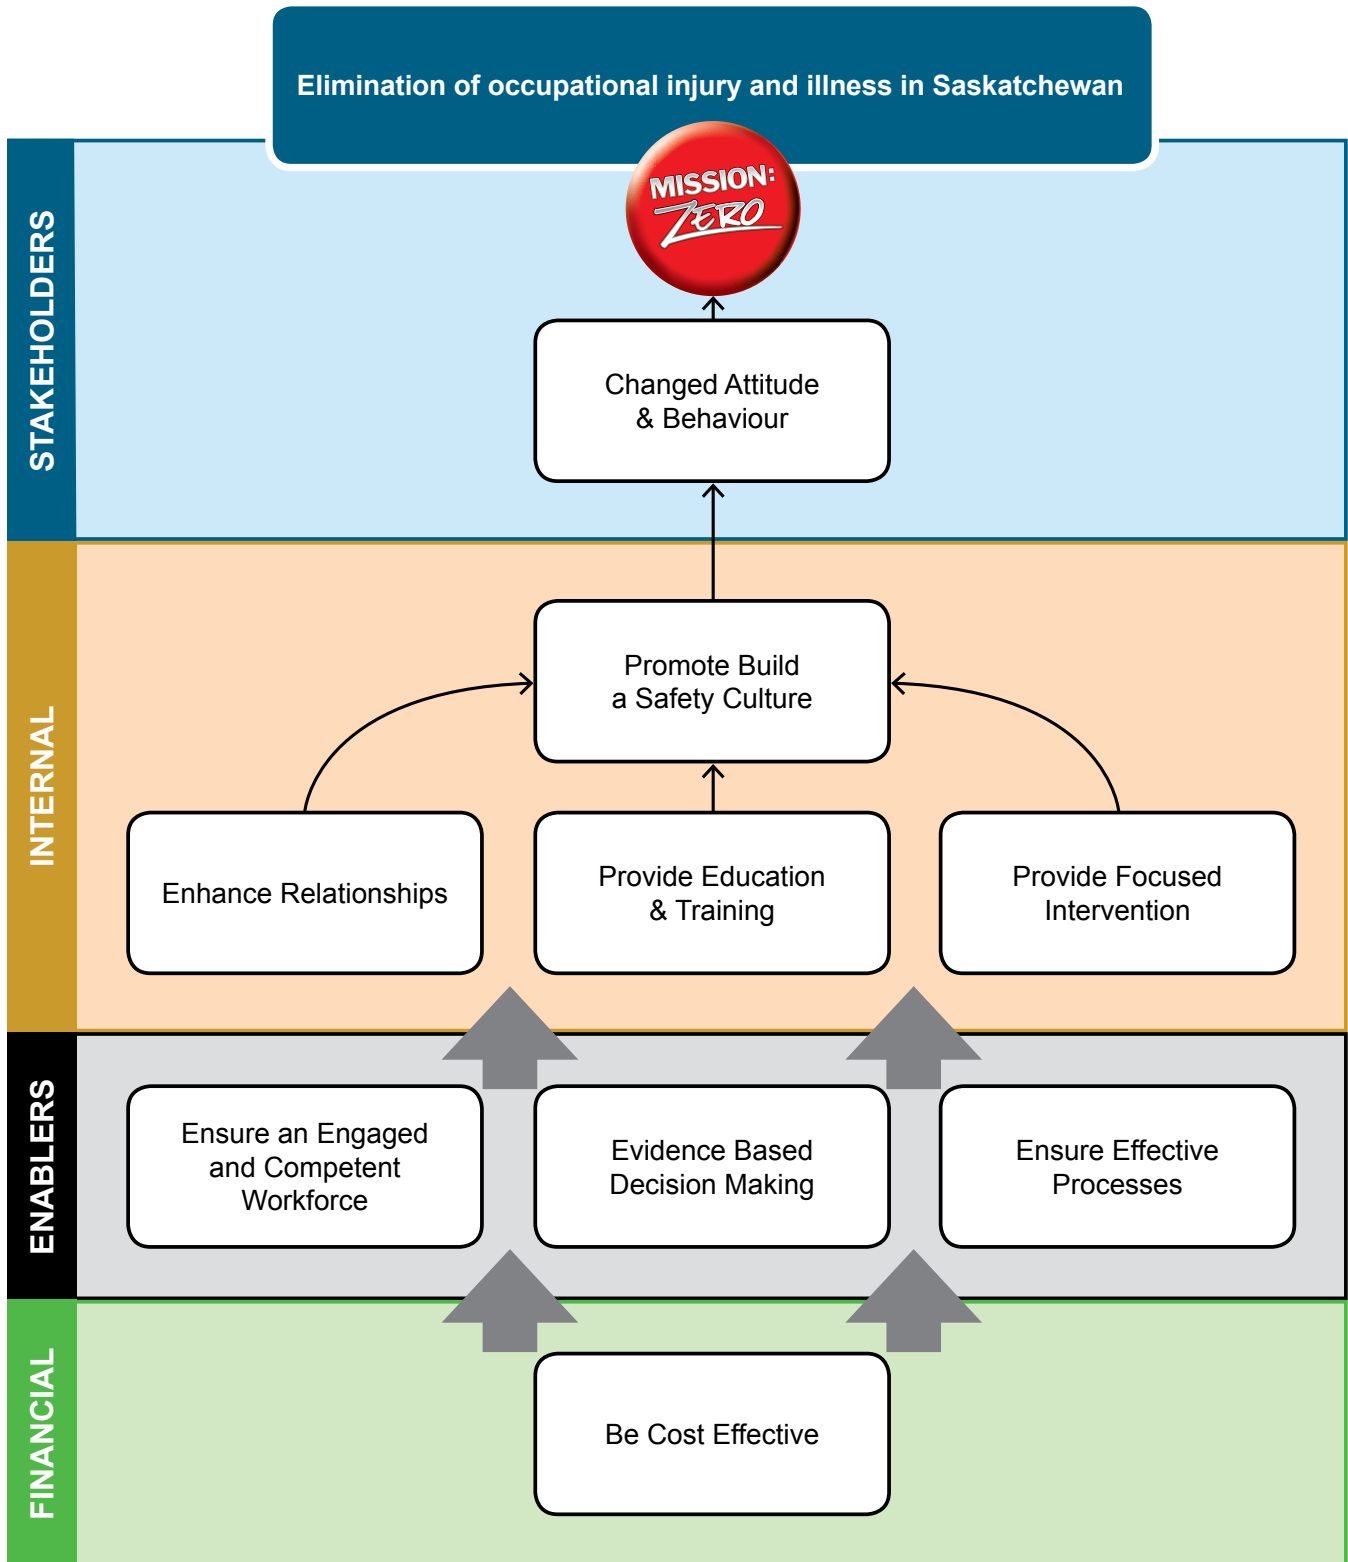 Elimination of occupational injury and illness in Saskatchewan
MISSION:
ZERO
STAKEHOLDERS
Changed Attitude
& Behaviour
INTERNAL
Promote Build
a Safety Culture
Enhance Relationships
Provide Education
& Training
Provide Focused
Intervention
ENABLERS
Ensure an Engaged
and Competent
Workforce
Evidence Based
Decision Making
Ensure Effective
Processes
FINANCIAL
Be Cost Effective